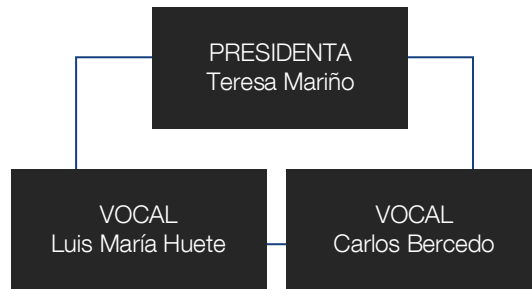 PRESIDENTA
Teresa Mariño
VOCAL
Luis María Huete
VOCAL
Carlos Bercedo